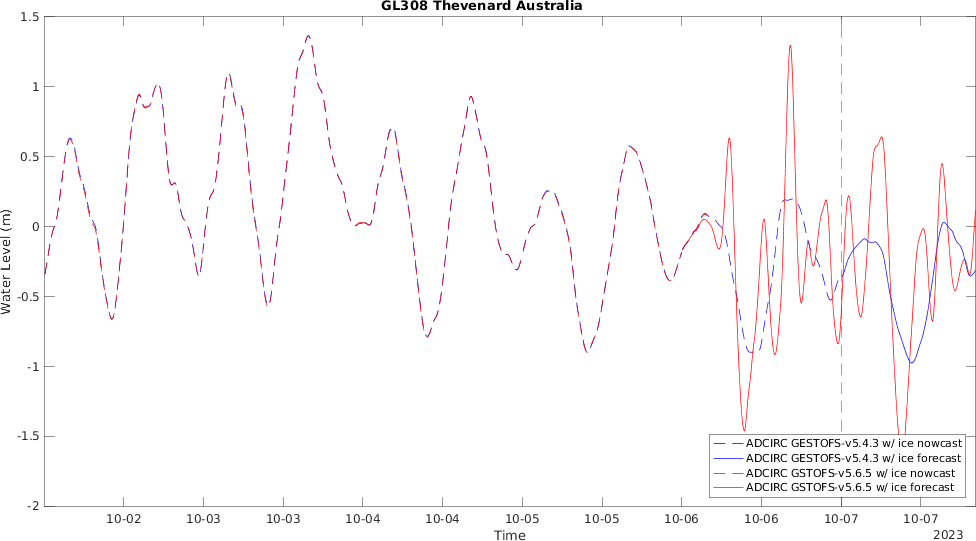 GL308 Thevenard Australia
1.5
1
0.5
0
-0.5
-1
-1.5
-2
Water Level (m)
ADCIRC GESTOFS-v5.4.3 w/ ice nowcast
ADCIRC GESTOFS-v5.4.3 w/ ice forecast
ADCIRC GSTOFS-v5.6.5 w/ ice nowcast
ADCIRC GSTOFS-v5.6.5 w/ ice forecast
10-02 10-03 10-03 10-04 10-04 10-05 10-05 10-06 10-06 10-07 10-07
Time
2023